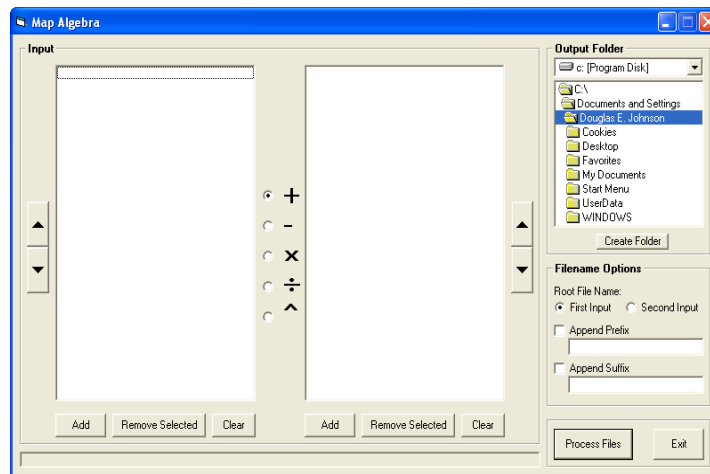 Map Algebra
Input
+
-
×
÷
^
Add Remove Selected Clear
Add Remove Selected Clear
Output Folder
c: [Program Disk]
C:\
Documents and Settings
Douglas E. Johnson
Cookies
Desktop
Favorites
My Documents
Start Menu
UserData
WINDOWS
Create Folder
Filename Options
Root File Name:
First Input Second Input
Append Prefix
Append Suffix
Process Files Exit